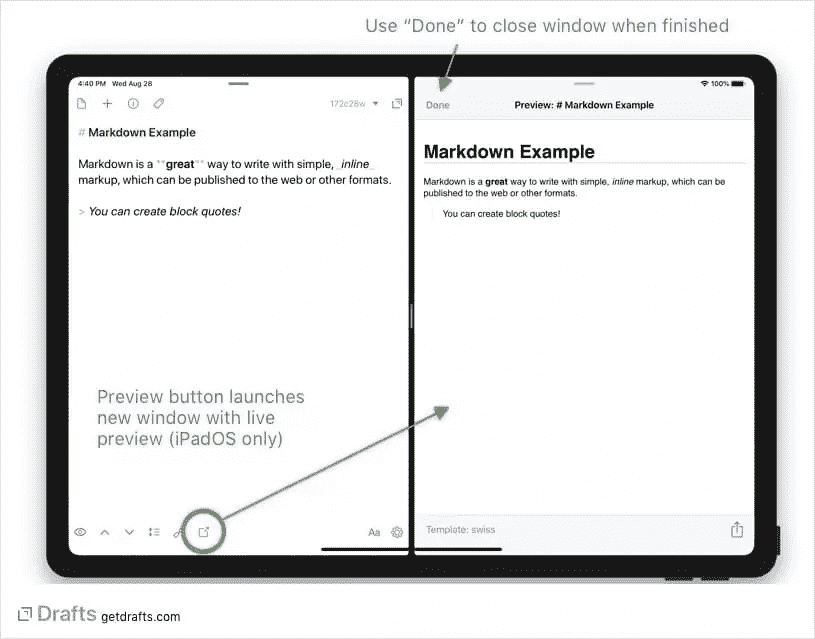 Use “Done” to close window when finished
4:40 PM Wed Aug 28
172c28w
# Markdown Example
Markdown is a **great** way to write with simple, _inline_
markup, which can be published to the web or other formats.
> You can create block quotes!
Preview button launches
new window with live
preview (iPadOS only)
Aa
100%
Done
Preview: # Markdown Example
Markdown Example
Markdown is a great way to write with simple, inline markup, which can be
published to the web or other formats.
You can create block quotes!
Template: swiss
Drafts getdrafts.com